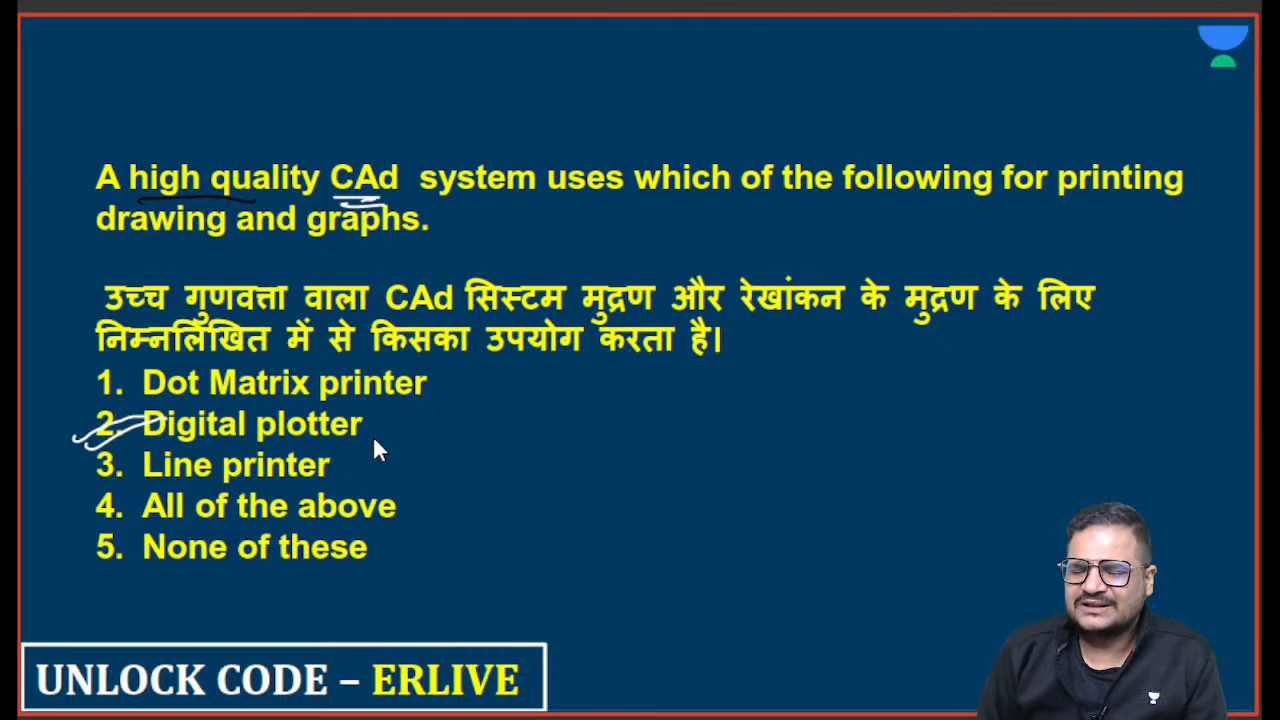 A high quality CAd system uses which of the following for printing
drawing and graphs.
उच्च गुणवत्ता वाला CAd सिस्टम मुद्रण और रेखांकन के मुद्रण के लिए
निम्नलिखित में से किसका उपयोग करता है।
1. Dot Matrix printer
2. Digital plotter
3. Line printer
4. All of the above
5. None of these
UNLOCK CODE – ERLIVE